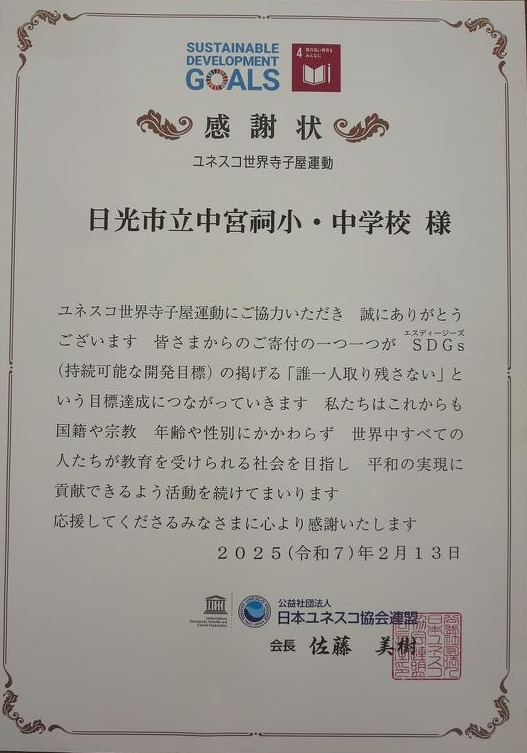 SUSTAINABLE
DEVELOPMENT
GOALS
4 質の高い教育を
みんなに
感謝状
ユネスコ世界寺子屋運動
日光市立中宮祠小・中学校 様
ユネスコ世界寺子屋運動にご協力いただき 誠にありがとう
エスディージーズ
ございます 皆さまからのご寄付の一つ一つが SDGs
(持続可能な開発目標)の掲げる「誰一人取り残さない」と
いう目標達成につながっていきます 私たちはこれからも
国籍や宗教 年齢や性別にかかわらず 世界中すべての
人たちが教育を受けられる社会を目指し 平和の実現に
貢献できるよう活動を続けてまいります
応援してくださるみなさまに心より感謝いたします
2025(令和7)年2月13日
公益社団法人
日本ユネスコ協会連盟
会長 佐藤 美樹